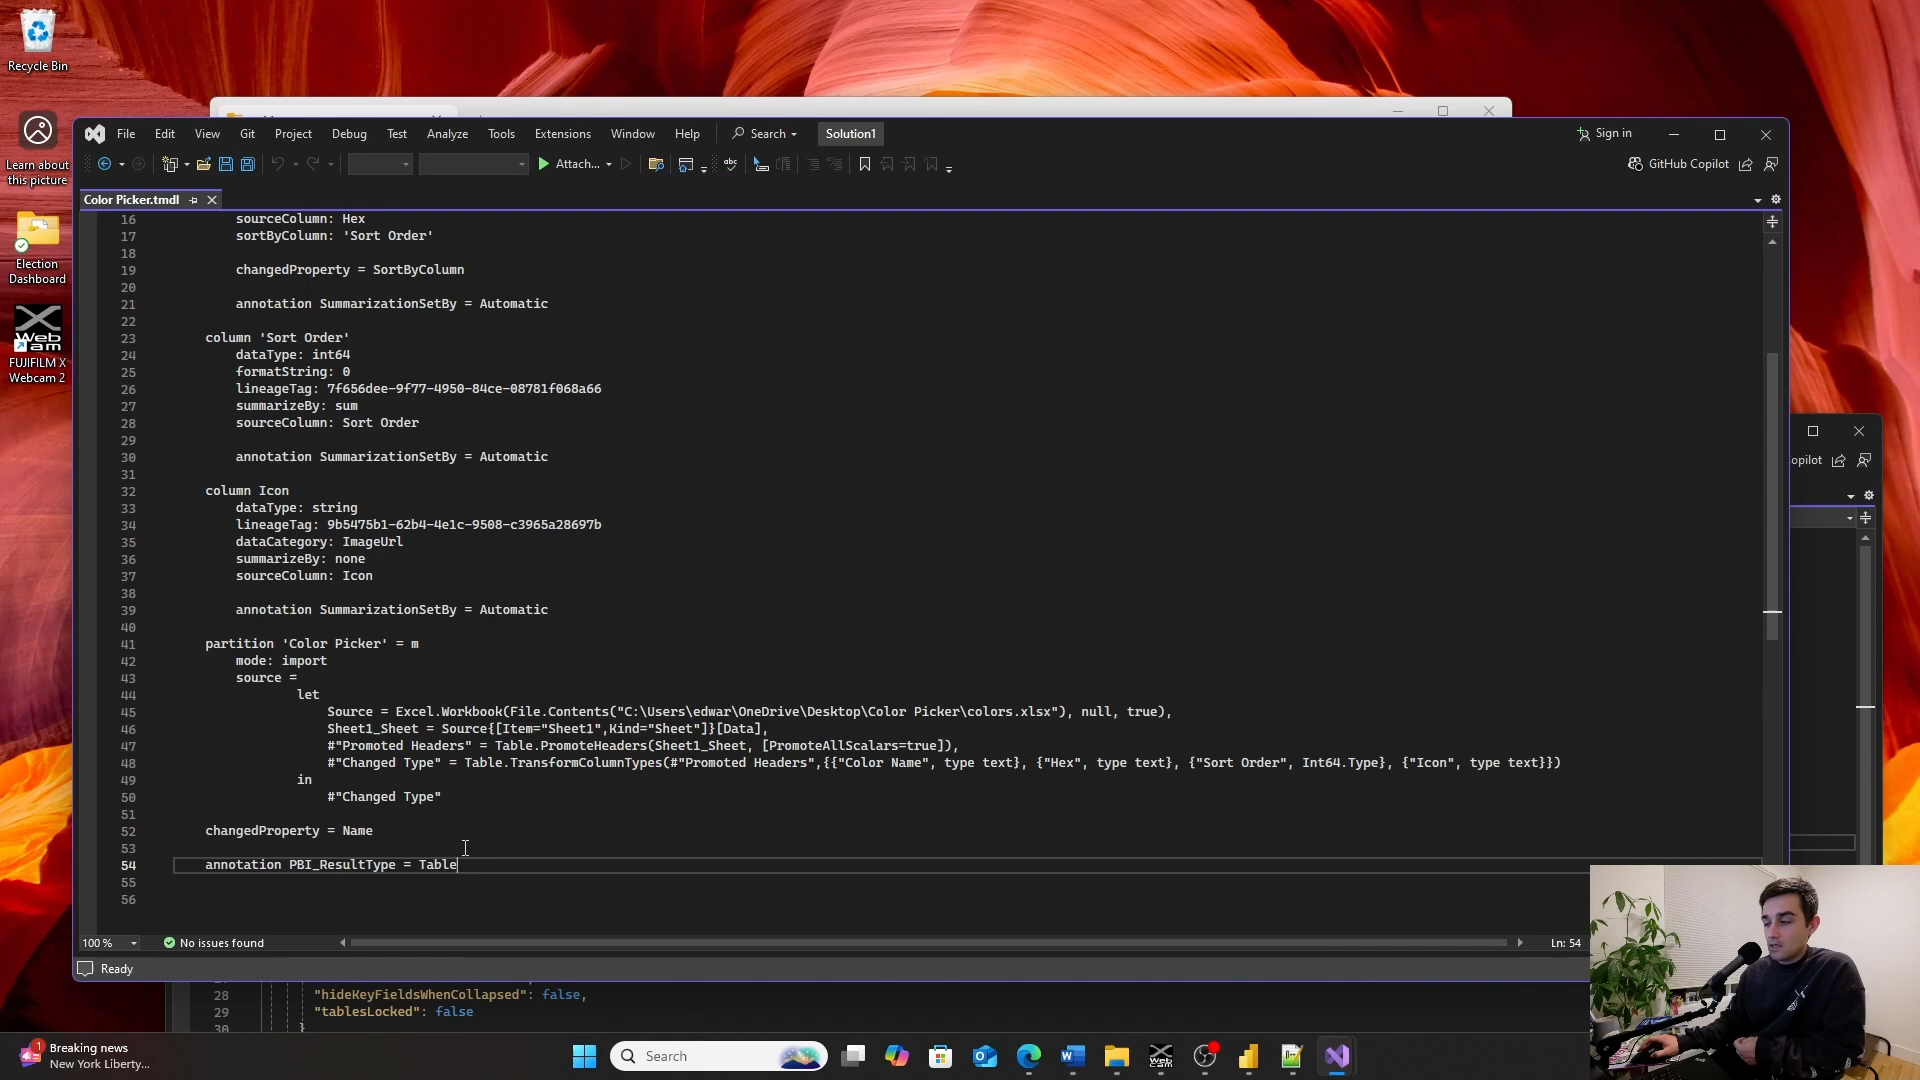 Recycle Bin
Learn about
this picture
Election
Dashboard
FUJIFILM X
Webcam 2
File Edit View Git Project Debug Test Analyze Tools Extensions Window Help Search Solution1 Sign in
Attach... GitHub Copilot
Color Picker.tmdl
16 sourceColumn: Hex
17 sortByColumn: 'Sort Order'
18
19 changedProperty = SortByColumn
20
21 annotation SummarizationSetBy = Automatic
22
23 column 'Sort Order'
24 dataType: int64
25 formatString: 0
26 lineageTag: 7f656dee-9f77-4950-84ce-08781f068a66
27 summarizeBy: sum
28 sourceColumn: Sort Order
29
30 annotation SummarizationSetBy = Automatic
31
32 column Icon
33 dataType: string
34 lineageTag: 9b5475b1-62b4-4e1c-9508-c3965a28697b
35 dataCategory: ImageUrl
36 summarizeBy: none
37 sourceColumn: Icon
38
39 annotation SummarizationSetBy = Automatic
40
41 partition 'Color Picker' = m
42 mode: import
43 source =
44 let
45 Source = Excel.Workbook(File.Contents("C:\Users\edwar\OneDrive\Desktop\Color Picker\colors.xlsx"), null, true),
46 Sheet1_Sheet = Source{[Item="Sheet1",Kind="Sheet"]}[Data],
47 #"Promoted Headers" = Table.PromoteHeaders(Sheet1_Sheet, [PromoteAllScalars=true]),
48 #"Changed Type" = Table.TransformColumnTypes(#"Promoted Headers",{{"Color Name", type text}, {"Hex", type text}, {"Sort Order", Int64.Type}, {"Icon", type text}})
49 in
50 #"Changed Type"
51
52 changedProperty = Name
53
54 annotation PBI_ResultType = Table
55
56
opilot
100 % No issues found Ln: 54
Ready
28 "hideKeyFieldsWhenCollapsed": false,
29 "tablesLocked": false
30 }
1 Breaking news
New York Liberty...
Search